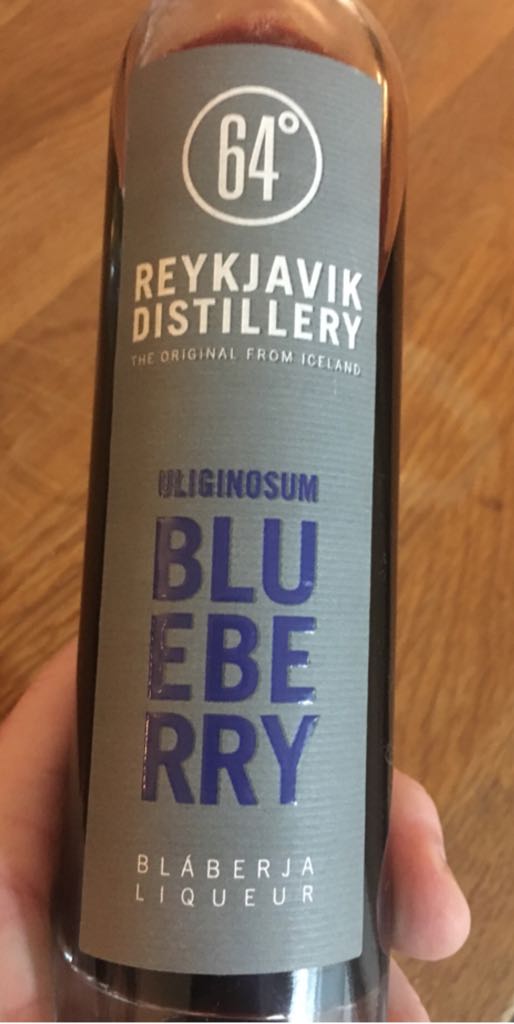 64°
REYKJAVIK
DISTILLERY
THE ORIGINAL FROM ICELAND
ULIGINOSUM
BLU
EBE
RRY
BLÁBERJA
LIQUEUR